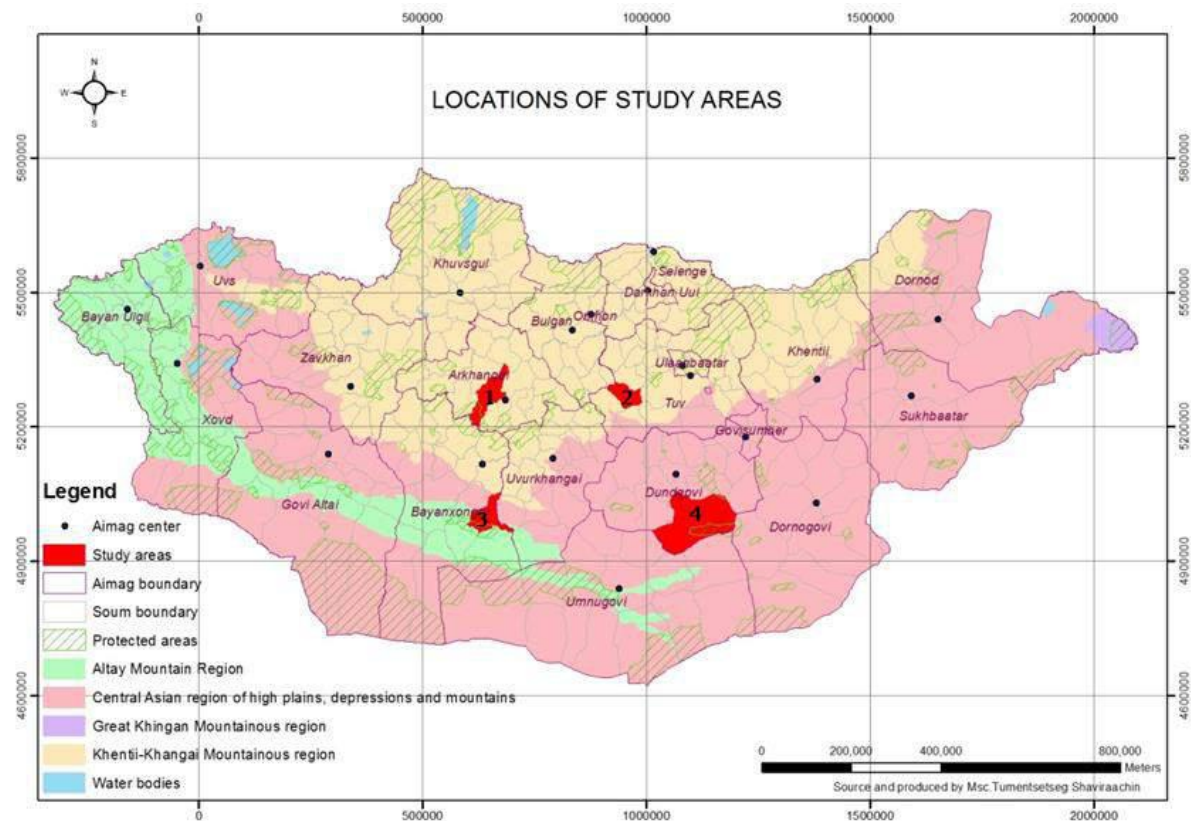 0 500000 1000000 1500000 2000000
N
W E
S
LOCATIONS OF STUDY AREAS
5800000 5800000
5500000 5500000
5200000 5200000
4900000 4900000
4600000 4600000
Khuvsgul
Selenge
Uvs
Dornod
Darkhan Uul
Bayan Ulgii
Orkhon
Bulgan
Khentii
Zavkhan
Ulaanbaatar
Arkhangai
1
2
Tuv
Xovd
Sukhbaatar
Govisumber
Uvurkhangai
Dundgovi
Govi Altai
Bayanxongor
3
4
Dornogovi
Umnugovi
Legend
Aimag center
Study areas
Aimag boundary
Soum boundary
Protected areas
Altay Mountain Region
Central Asian region of high plains, depressions and mountains
Great Khingan Mountainous region
Khentii-Khangai Mountainous region
Water bodies
0 200,000 400,000 800,000
Meters
Source and produced by Msc.Tumentsetseg Shaviraachin
0 500000 1000000 1500000 2000000